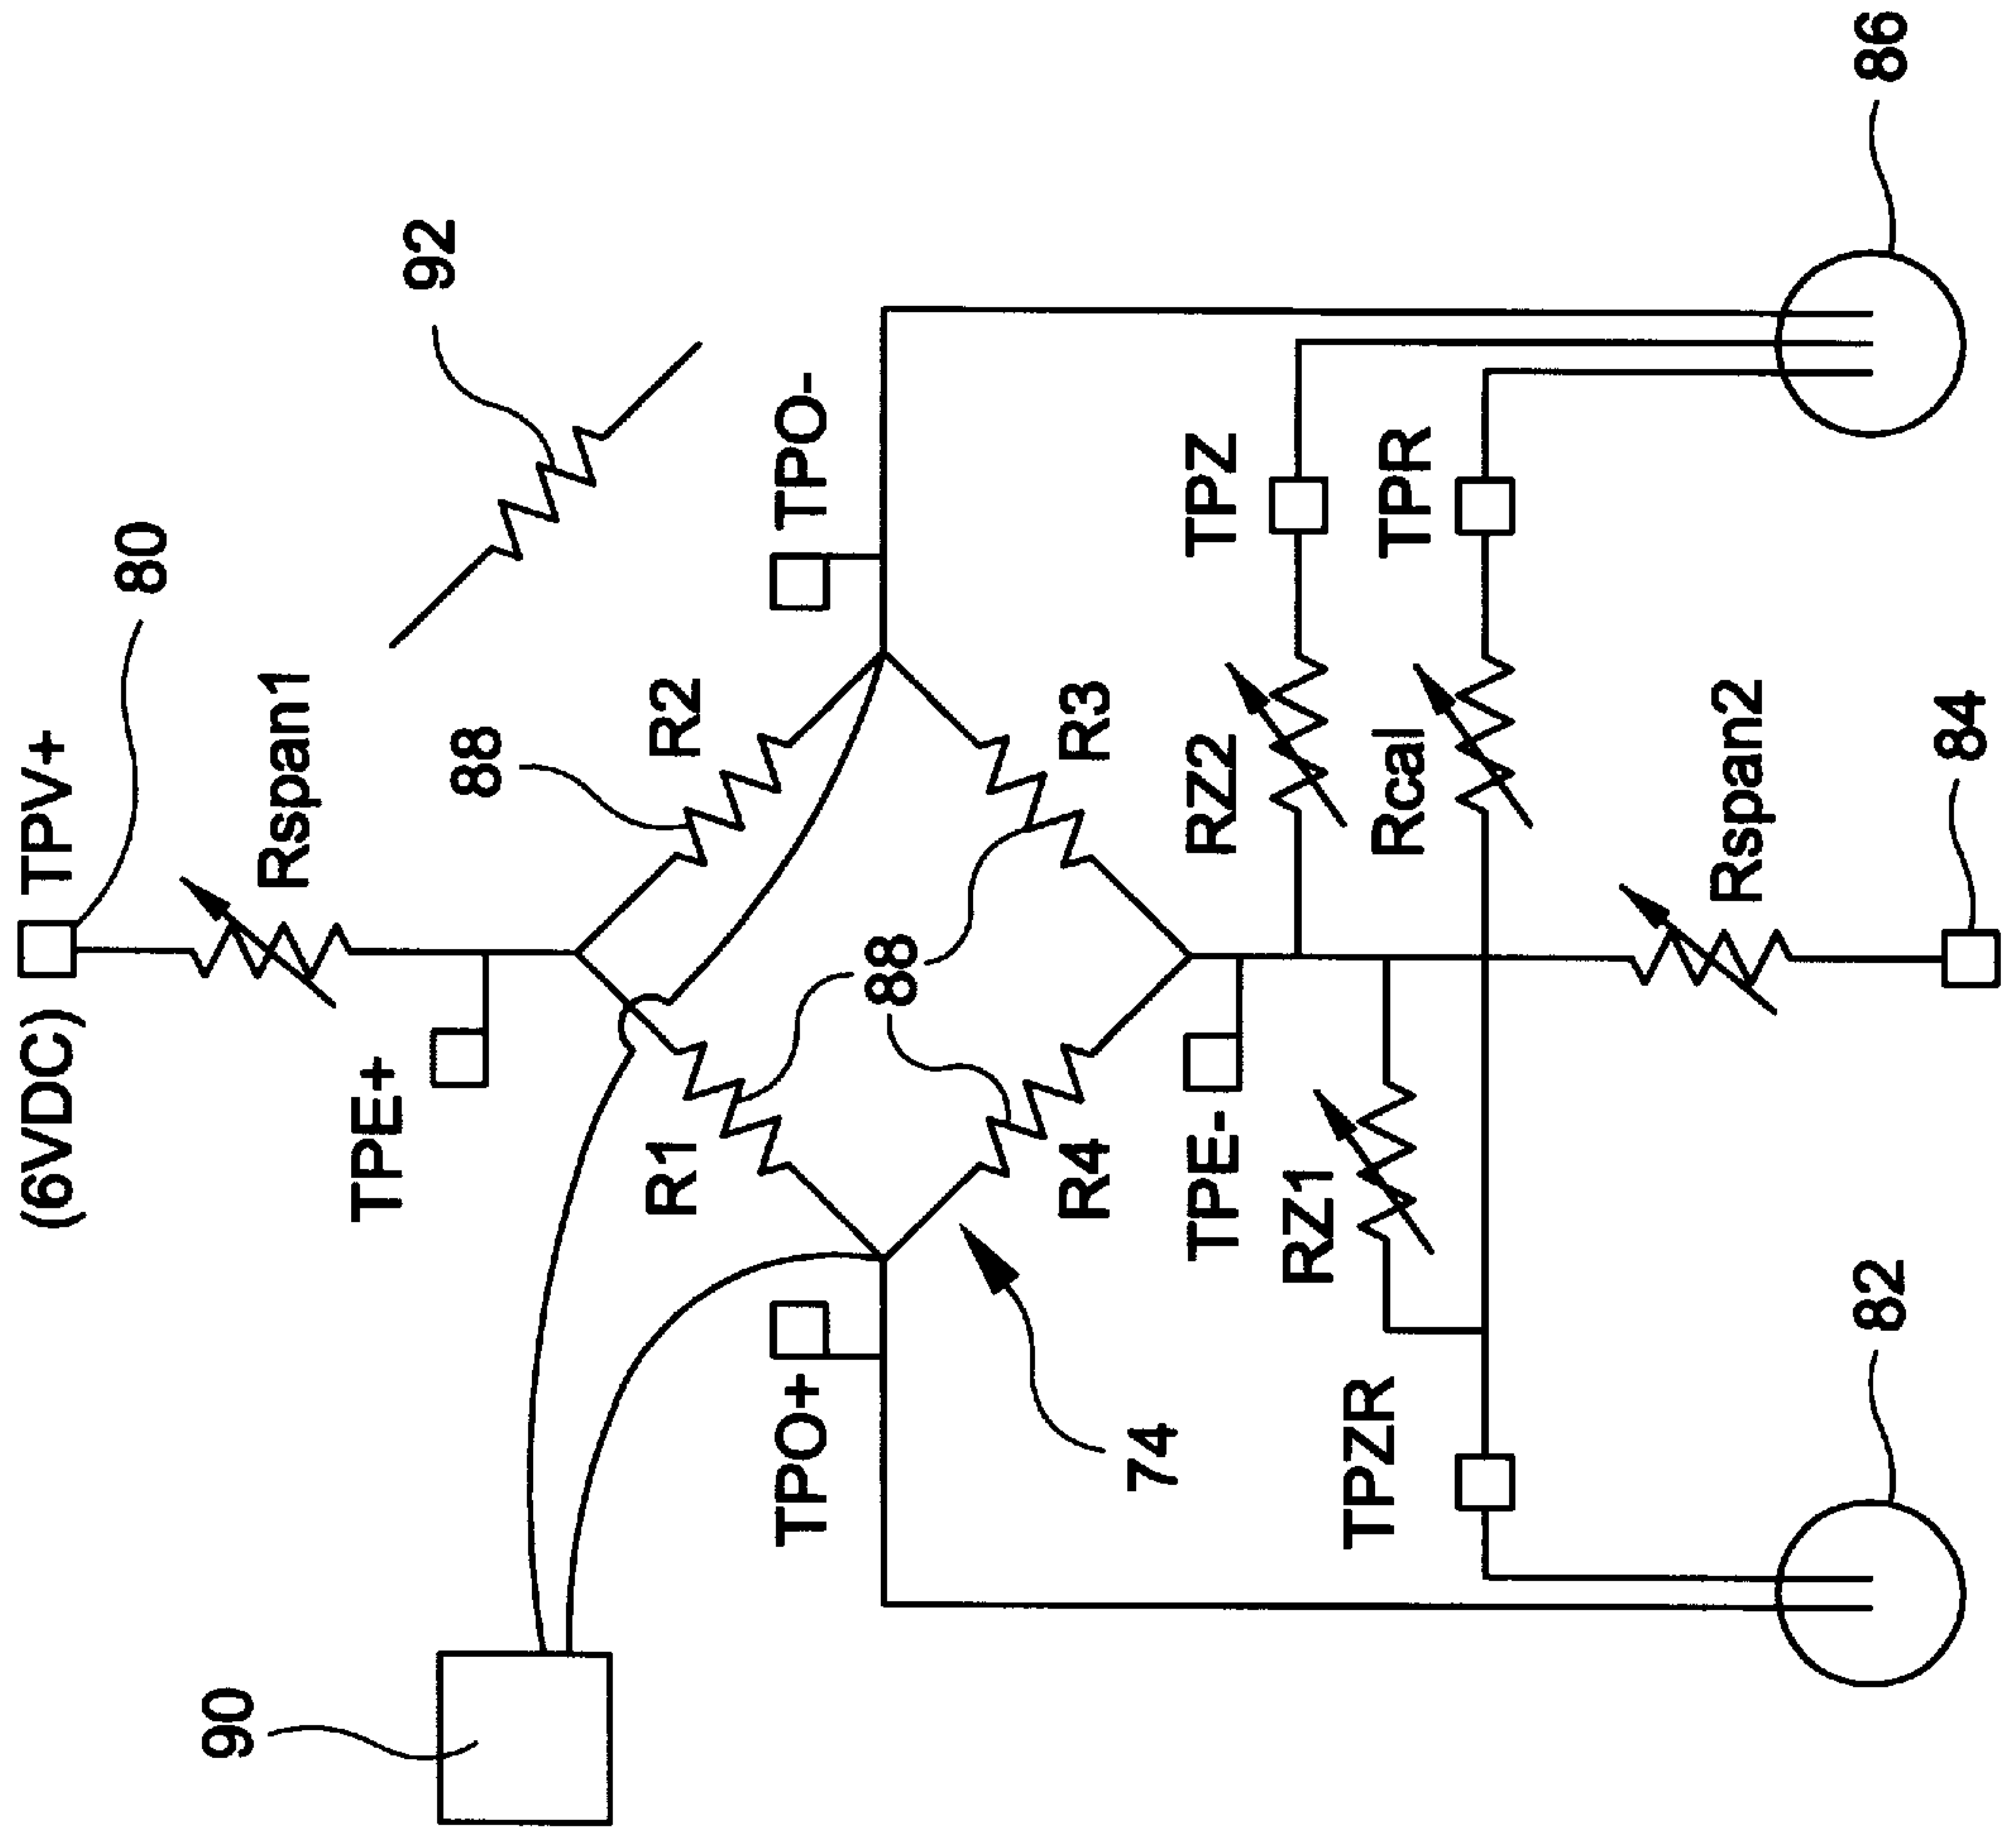 (6VDC) TPV+
80
Rspan1
92
TPE+
88
R2
TPO-
R1
88
R3
90
TPO+
R4
74
TPE-
RZ2
TPZ
RZ1
Rcal
TPR
TPZR
Rspan2
84
82
86